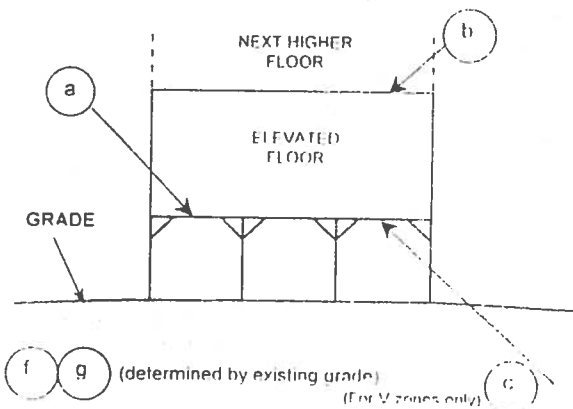 NEXT HIGHER
FLOOR
b
a
ELEVATED
FLOOR
GRADE
f g (determined by existing grade) c
(For V zones only)